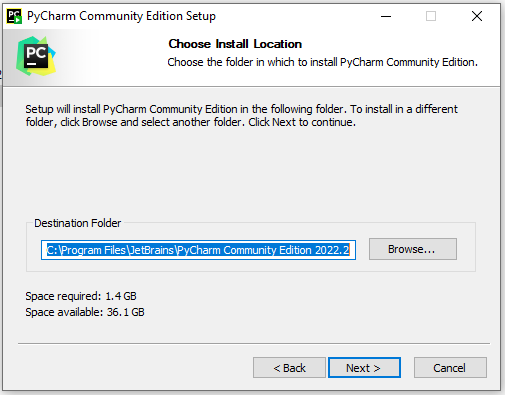 PC
PyCharm Community Edition Setup
PC
Choose Install Location
Choose the folder in which to install PyCharm Community Edition.
Setup will install PyCharm Community Edition in the following folder. To install in a different
folder, click Browse and select another folder. Click Next to continue.
Destination Folder
C:\Program Files\JetBrains\PyCharm Community Edition 2022.2
Browse...
Space required: 1.4 GB
Space available: 36.1 GB
< Back
Next >
Cancel